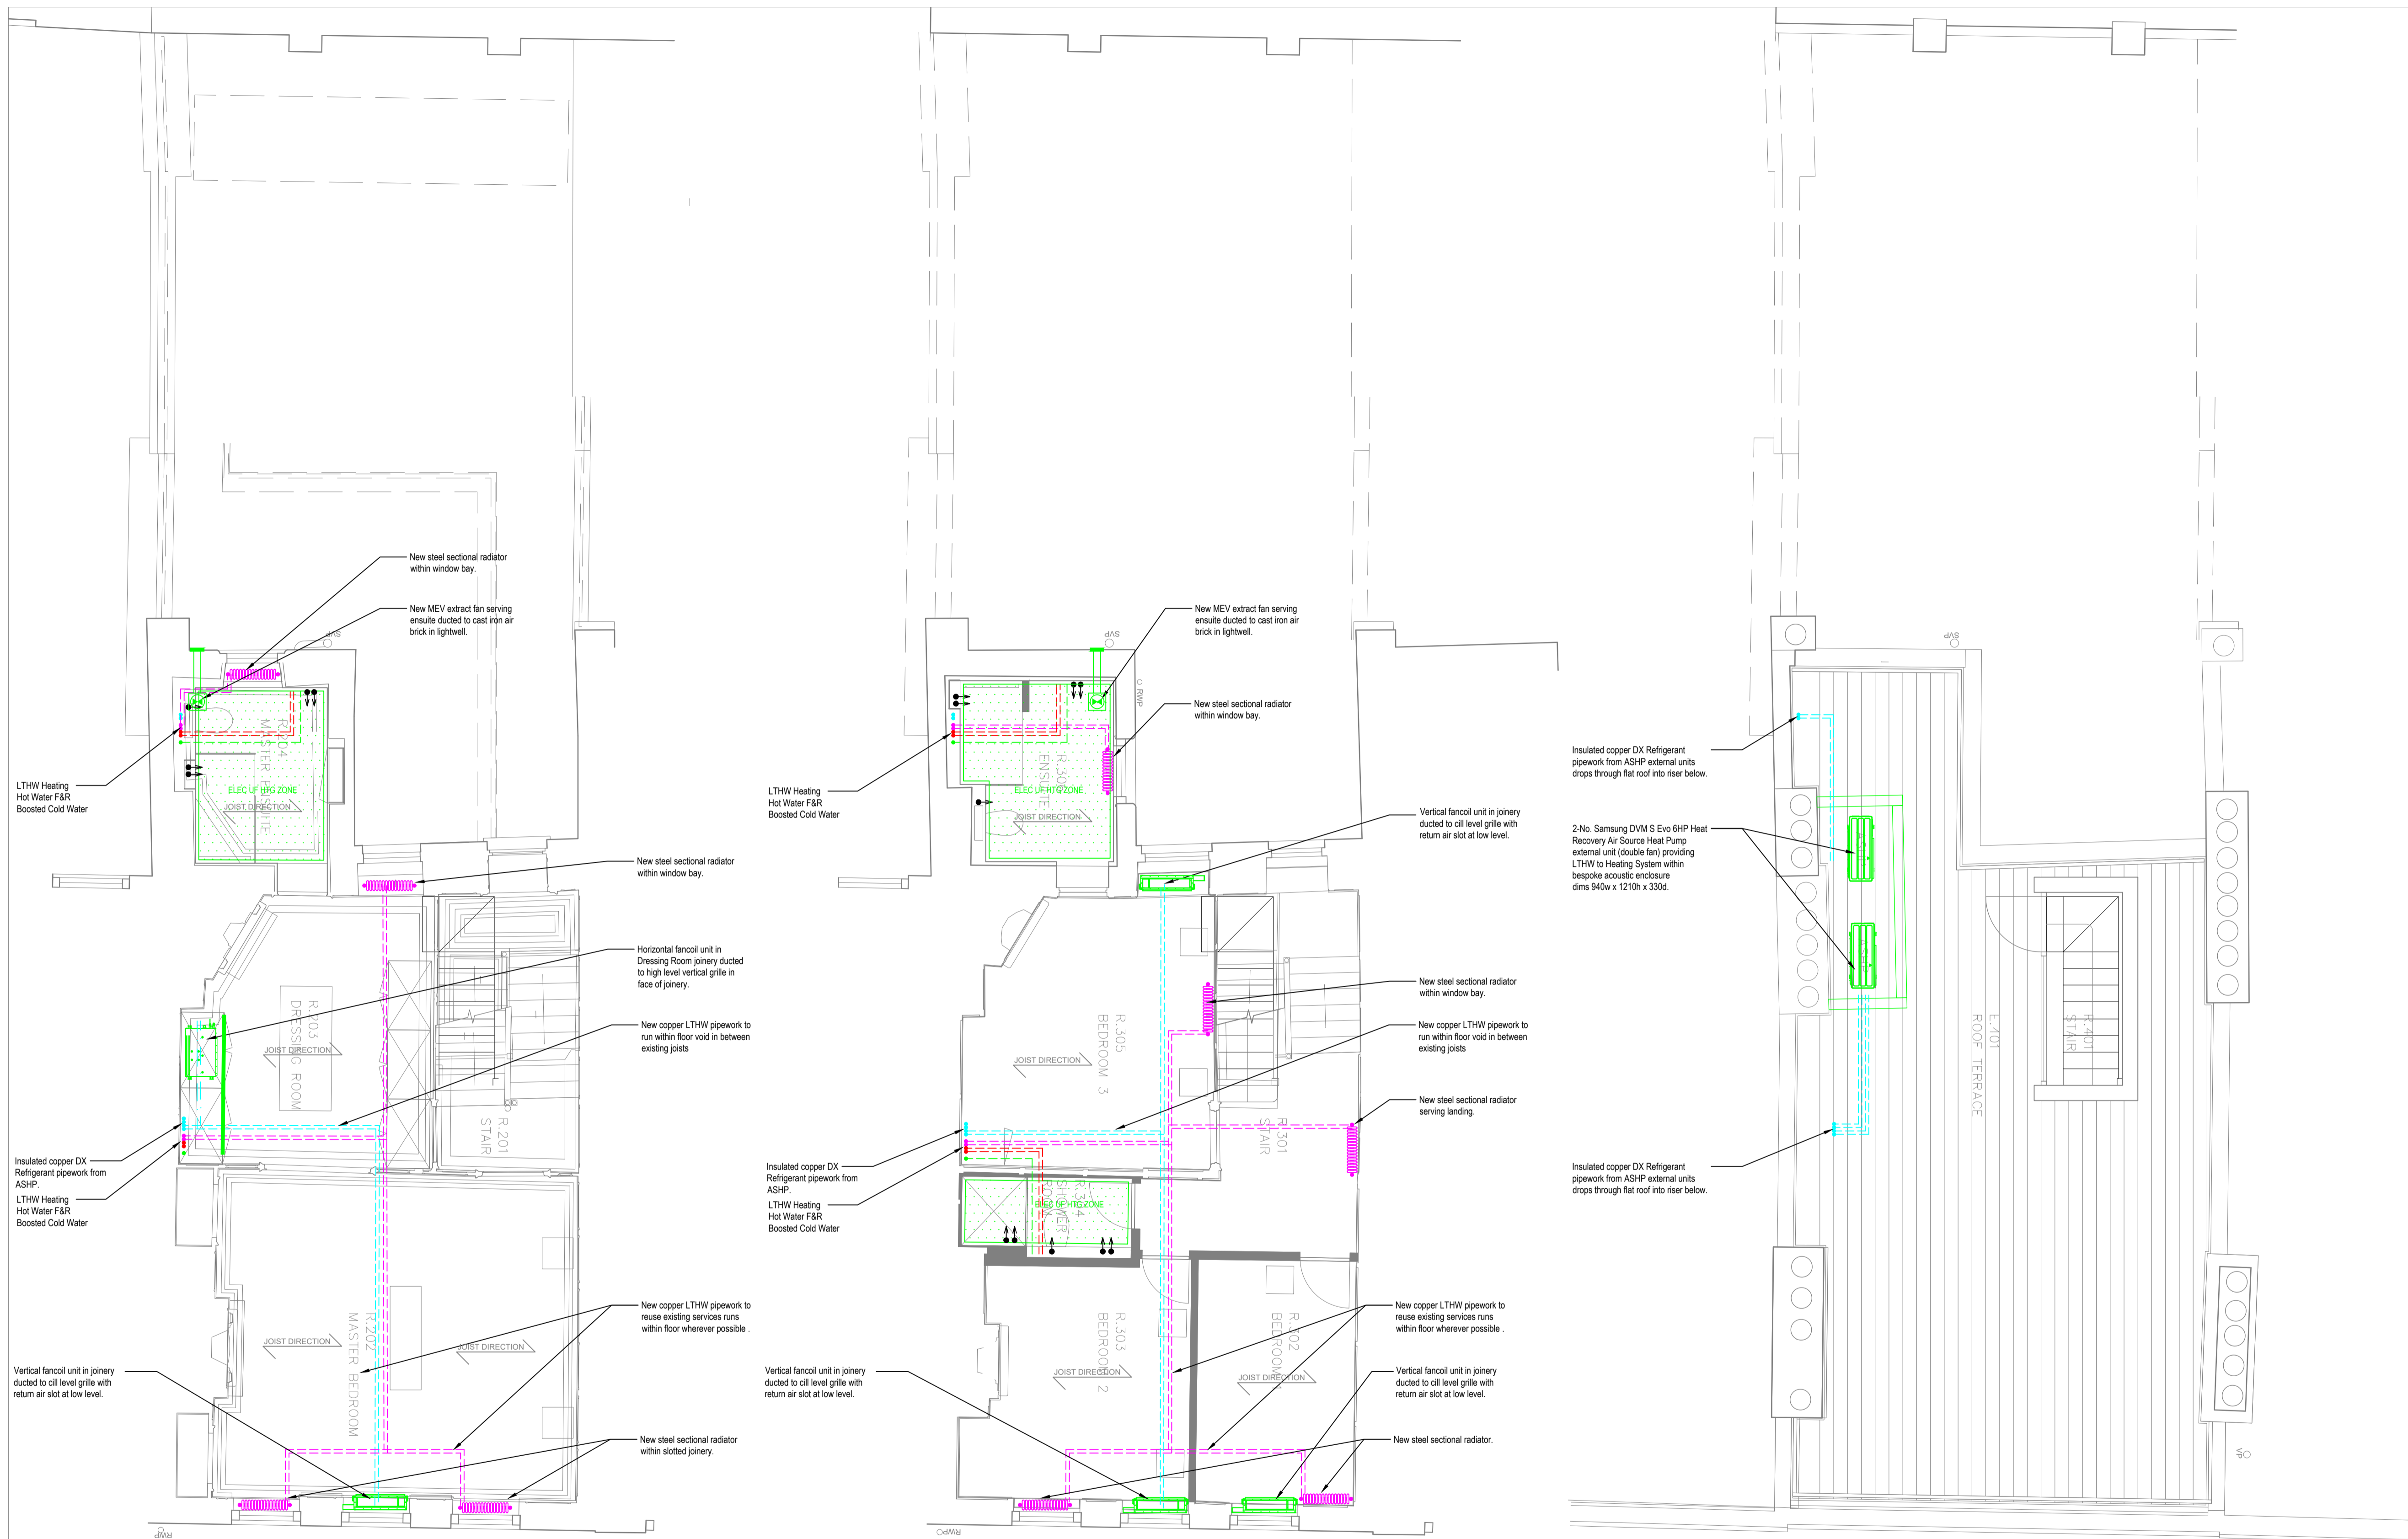 New steel sectional radiator
within window bay.
New MEV extract fan serving
ensuite ducted to cast iron air
brick in lightwell.
SVP
R.204
MASTER ENSUITE
ELEC UF HTG ZONE
JOIST DIRECTION
LTHW Heating
Hot Water F&R
Boosted Cold Water
New steel sectional radiator
within window bay.
Horizontal fancoil unit in
Dressing Room joinery ducted
to high level vertical grille in
face of joinery.
R.203
DRESSING ROOM
JOIST DIRECTION
New copper LTHW pipework to
run within floor void in between
existing joists
R.201
STAIR
Insulated copper DX
Refrigerant pipework from
ASHP.
LTHW Heating
Hot Water F&R
Boosted Cold Water
New copper LTHW pipework to
reuse existing services runs
within floor wherever possible .
R.202
MASTER BEDROOM
JOIST DIRECTION
JOIST DIRECTION
Vertical fancoil unit in joinery
ducted to cill level grille with
return air slot at low level.
New steel sectional radiator
within slotted joinery.
RWP
New MEV extract fan serving
ensuite ducted to cast iron air
brick in lightwell.
SVP
RWP
New steel sectional radiator
within window bay.
ENSUITE
ELEC UF HTG ZONE
JOIST DIRECTION
LTHW Heating
Hot Water F&R
Boosted Cold Water
Vertical fancoil unit in joinery
ducted to cill level grille with
return air slot at low level.
New steel sectional radiator
within window bay.
R.305
BEDROOM 3
JOIST DIRECTION
New copper LTHW pipework to
run within floor void in between
existing joists
New steel sectional radiator
serving landing.
R.301
STAIR
Insulated copper DX
Refrigerant pipework from
ASHP.
LTHW Heating
Hot Water F&R
Boosted Cold Water
R.304
SHOWER
ROOM
ELEC UF HTG ZONE
New copper LTHW pipework to
reuse existing services runs
within floor wherever possible .
R.303
BEDROOM 2
JOIST DIRECTION
R.302
BEDROOM
JOIST DIRECTION
Vertical fancoil unit in joinery
ducted to cill level grille with
return air slot at low level.
Vertical fancoil unit in joinery
ducted to cill level grille with
return air slot at low level.
New steel sectional radiator.
RWP
SVP
Insulated copper DX Refrigerant
pipework from ASHP external units
drops through flat roof into riser below.
2-No. Samsung DVM S Evo 6HP Heat
Recovery Air Source Heat Pump
external unit (double fan) providing
LTHW to Heating System within
bespoke acoustic enclosure
dims 940w x 1210h x 330d.
ASHP
ASHP
E.401
ROOF TERRACE
R.401
STAIR
Insulated copper DX Refrigerant
pipework from ASHP external units
drops through flat roof into riser below.
VP